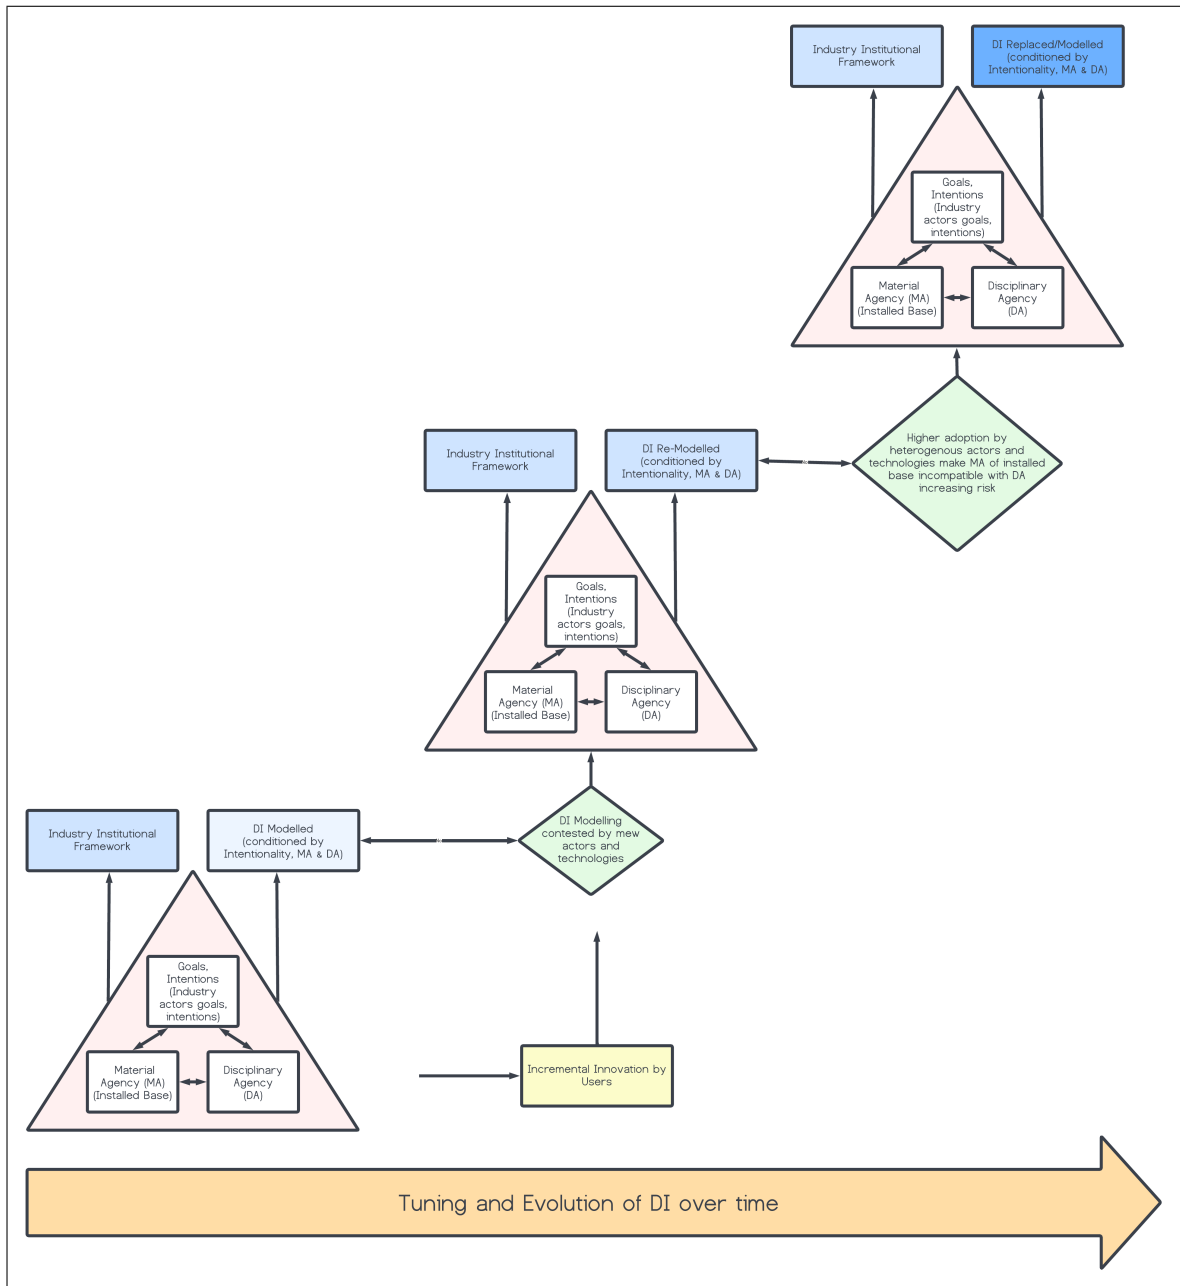 Industry Institutional
Framework
DI Replaced/Modelled
(conditioned by
Intentionality, MA & DA)
Goals,
Intentions
(Industry
actors goals,
intentions)
Material
Agency (MA)
(Installed Base)
Disciplinary
Agency
(DA)
Industry Institutional
Framework
DI Re-Modelled
(conditioned by
Intentionality, MA & DA)
Higher adoption by
heterogenous actors and
technologies make MA of installed
base incompatible with DA
increasing risk
Goals,
Intentions
(Industry
actors goals,
intentions)
Material
Agency (MA)
(Installed Base)
Disciplinary
Agency
(DA)
Industry Institutional
Framework
DI Modelled
(conditioned by
Intentionality, MA & DA)
DI Modelling
contested by mew
actors and
technologies
Goals,
Intentions
(Industry
actors goals,
intentions)
Material
Agency (MA)
(Installed Base)
Disciplinary
Agency
(DA)
Incremental Innovation by
Users
Tuning and Evolution of DI over time